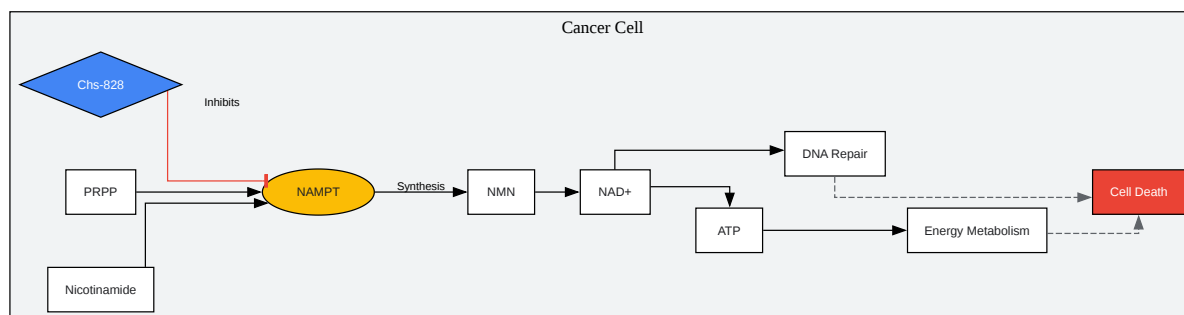 Cancer Cell
Chs-828
Inhibits
PRPP
NAMPT
Synthesis
NMN
NAD+
DNA Repair
Cell Death
ATP
Energy Metabolism
Nicotinamide